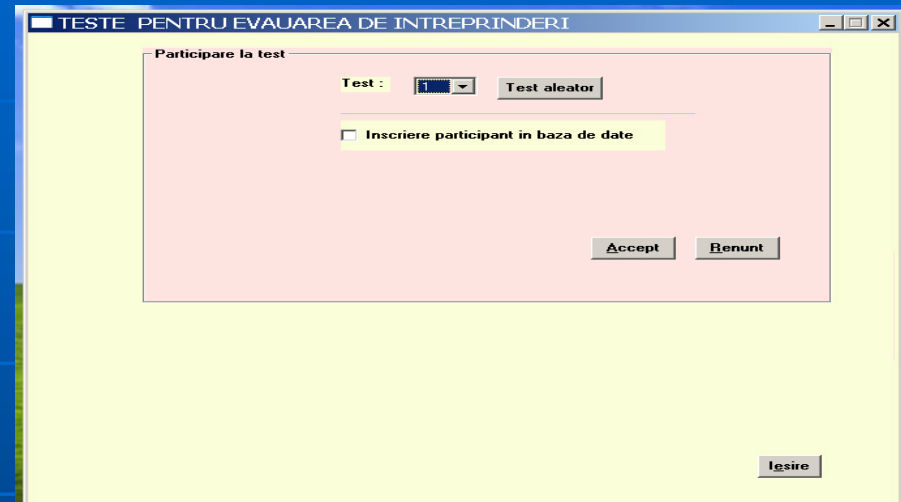 TESTE PENTRU EVAUAREA DE INTREPRINDERI
Participare la test
Test : 1 Test aleator
Inscriere participant in baza de date
Accept Renunt
Iesire